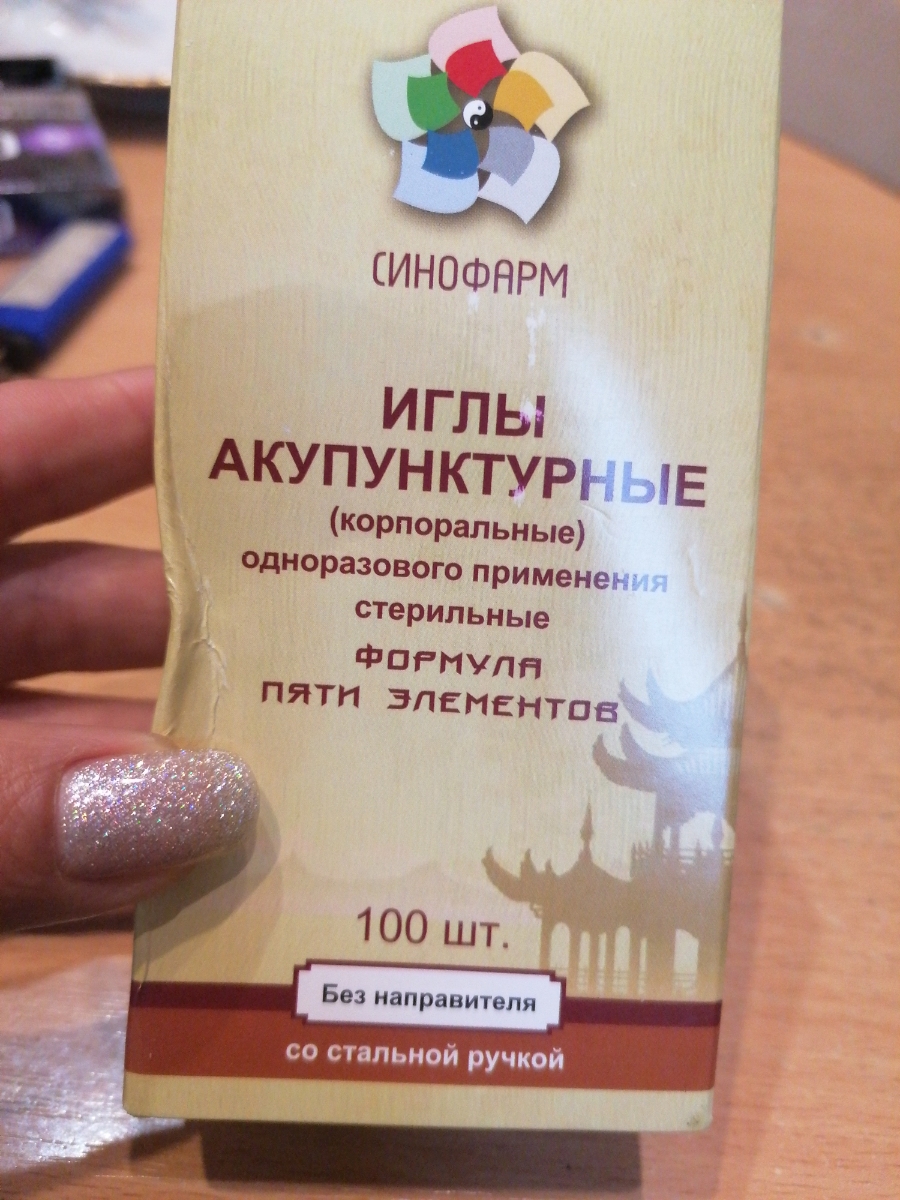 СИНОФАРМ
ИГЛЫ
АКУПУНКТУРНЫЕ
(корпоральные)
одноразового применения
стерильные
ФОРМУЛА
ПЯТИ ЭЛЕМЕНТОВ
100 шт.
Без направителя
со стальной ручкой